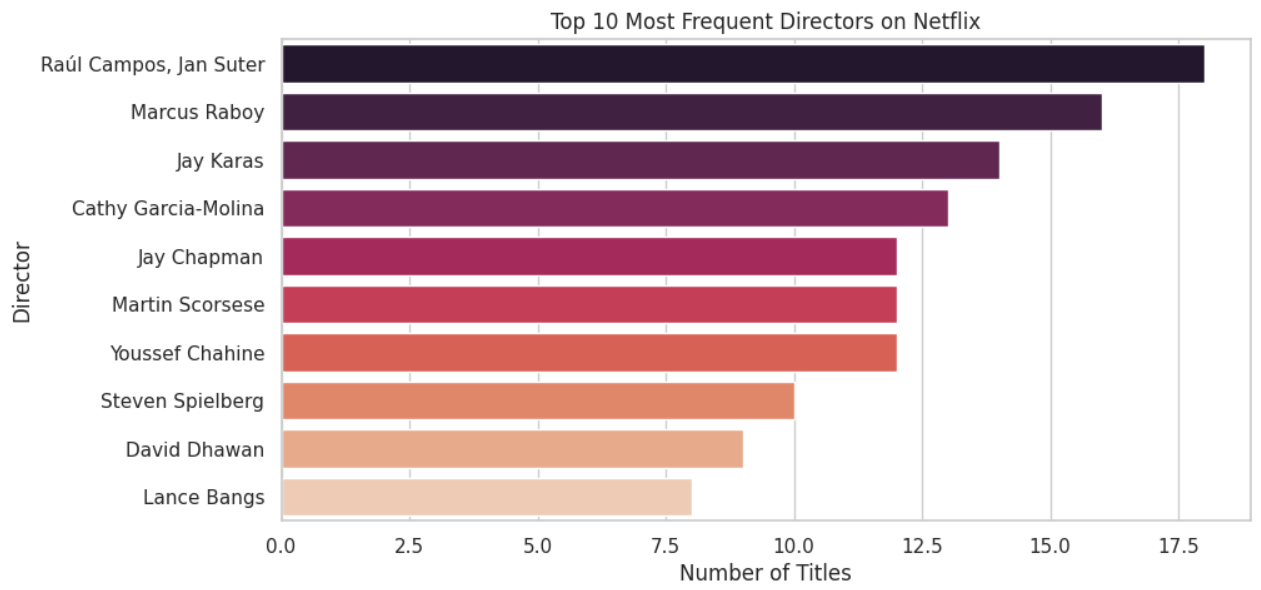 Top 10 Most Frequent Directors on Netflix
Director
Raúl Campos, Jan Suter
Marcus Raboy
Jay Karas
Cathy Garcia-Molina
Jay Chapman
Martin Scorsese
Youssef Chahine
Steven Spielberg
David Dhawan
Lance Bangs
0.0 2.5 5.0 7.5 10.0 12.5 15.0 17.5
Number of Titles